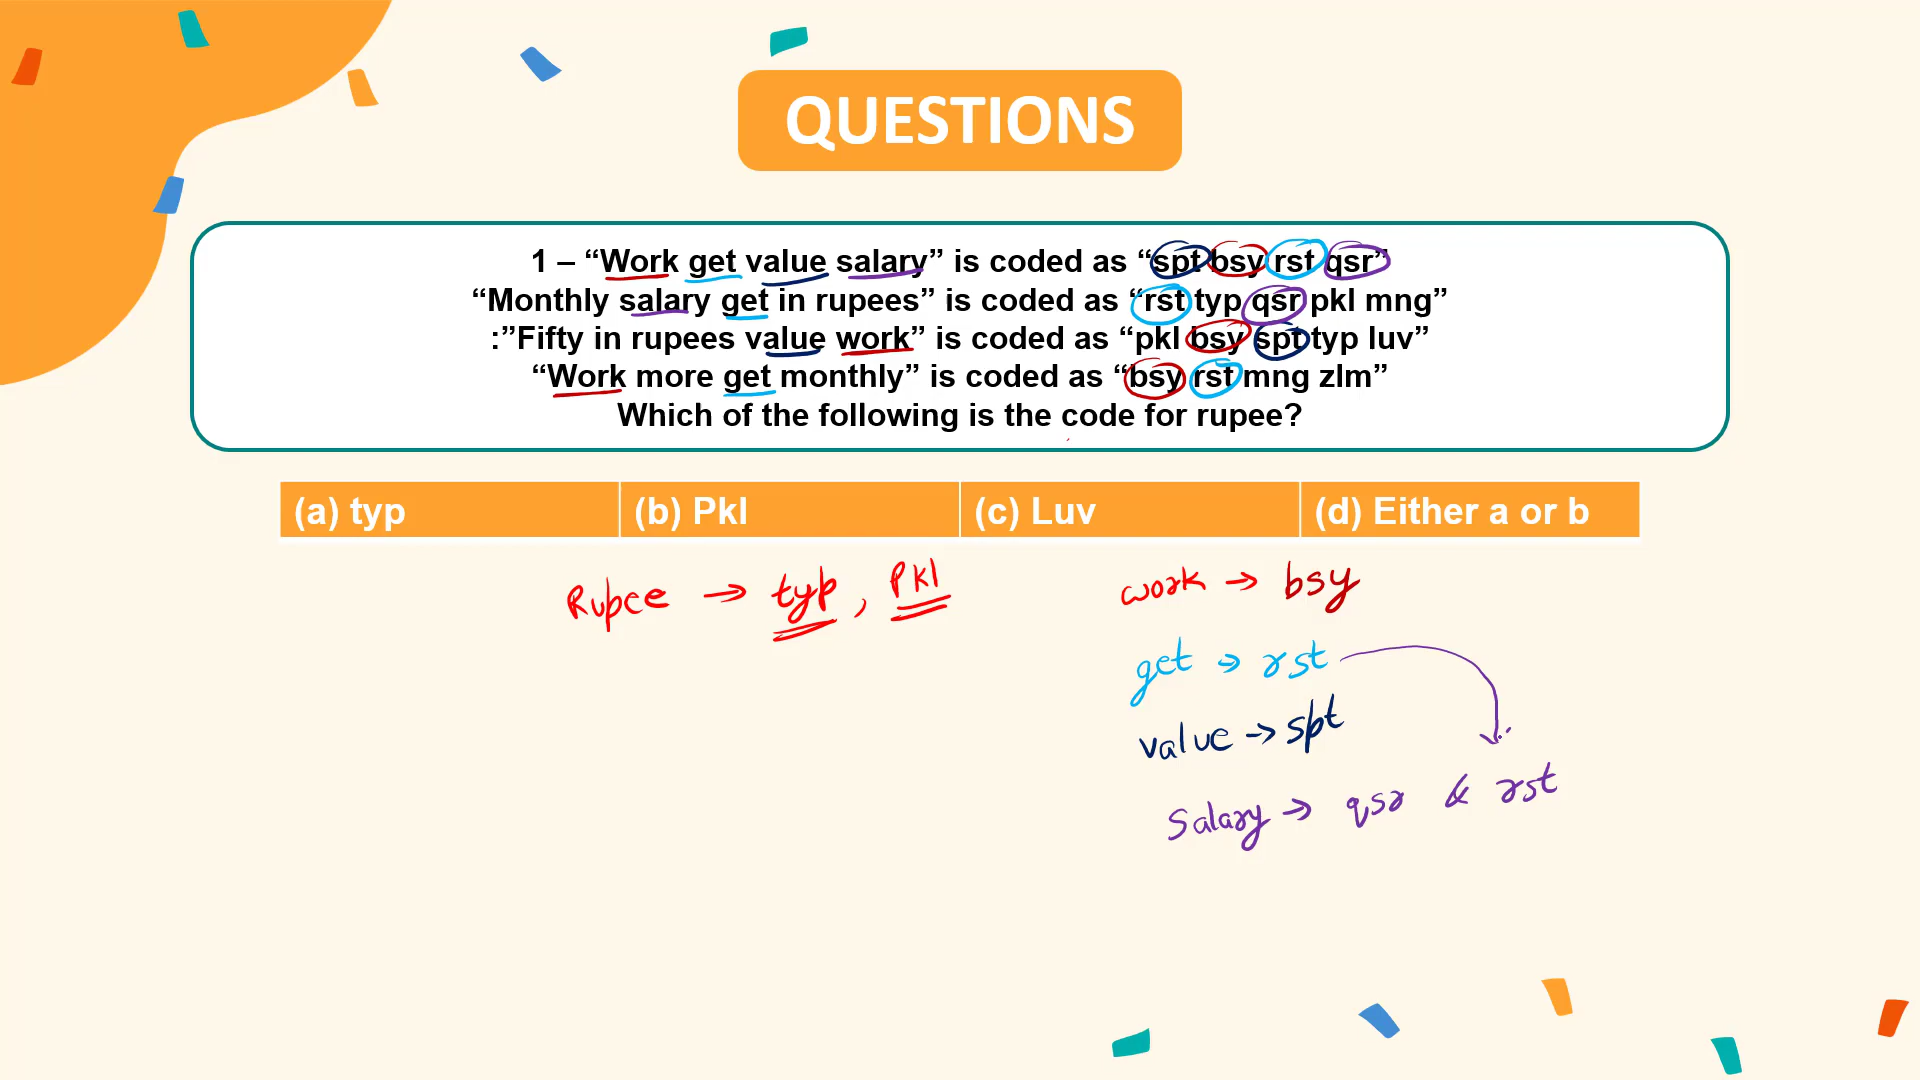 QUESTIONS
1 – “Work get value salary” is coded as “spt bsy rst qsr”
“Monthly salary get in rupees” is coded as “rst typ qsr pkl mng”
:”Fifty in rupees value work” is coded as “pkl bsy spt typ luv”
“Work more get monthly” is coded as “bsy rst mng zlm”
Which of the following is the code for rupee?
(a) typ (b) Pkl (c) Luv (d) Either a or b
Rupee → typ, Pkl
work → bsy
get → rst
value → spt
Salary → qsr & rst